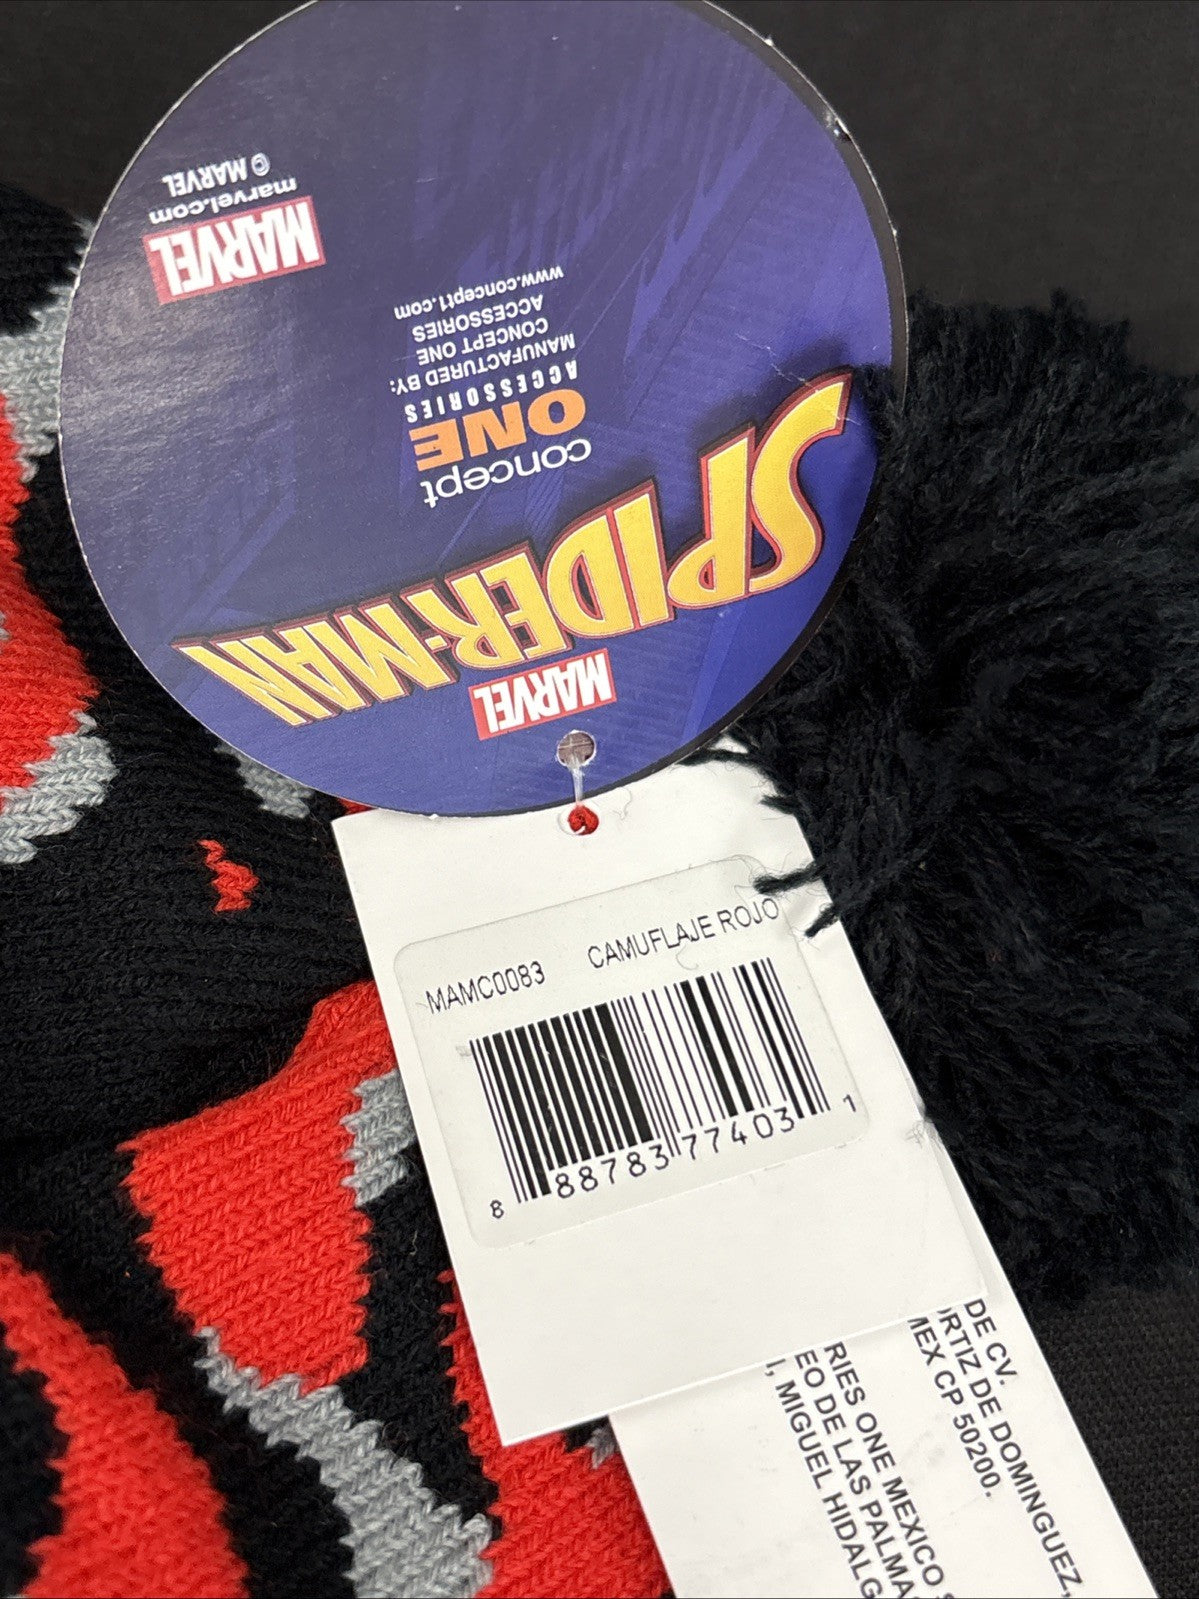 MARVEL
SPIDER-MAN
concept
ONE
ACCESSORIES
MANUFACTURED BY:
CONCEPT ONE
ACCESSORIES
www.concept1.com
MARVEL
marvel.com
© MARVEL
MAMC0083 CAMUFLAJE ROJO
8 88783 77403 1
RIES ONE MEXICO S
DE CV.
EO DE LAS PALMA
RTIZ DE DOMINGUEZ,
I, MIGUEL HIDALG
MEX CP 50200.